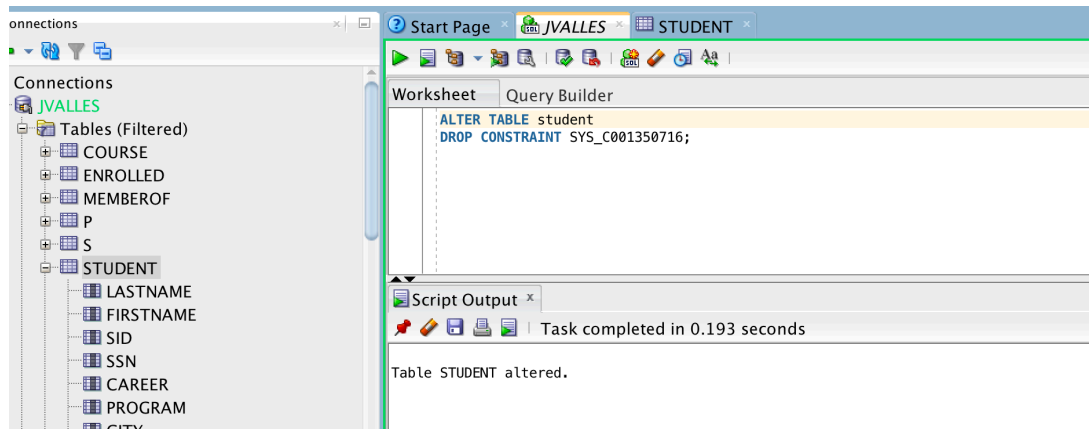 onnections
Start Page
JVALLES
STUDENT
Connections
JVALLES
Tables (Filtered)
COURSE
ENROLLED
MEMBEROF
P
S
STUDENT
LASTNAME
FIRSTNAME
SID
SSN
CAREER
PROGRAM
CITY
SQL
Worksheet
Query Builder
ALTER TABLE student
DROP CONSTRAINT SYS_C001350716;
Script Output
Task completed in 0.193 seconds
Table STUDENT altered.